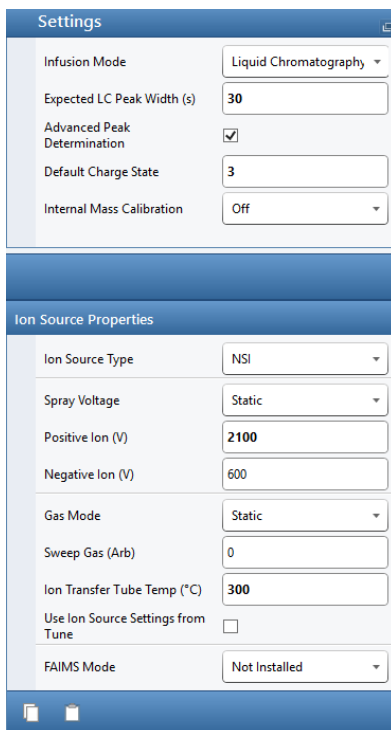 Settings
Infusion Mode Liquid Chromatography
Expected LC Peak Width (s) 30
Advanced Peak
Determination
Default Charge State 3
Internal Mass Calibration Off
Ion Source Properties
Ion Source Type NSI
Spray Voltage Static
Positive Ion (V) 2100
Negative Ion (V) 600
Gas Mode Static
Sweep Gas (Arb) 0
Ion Transfer Tube Temp (°C) 300
Use Ion Source Settings from
Tune
FAIMS Mode Not Installed